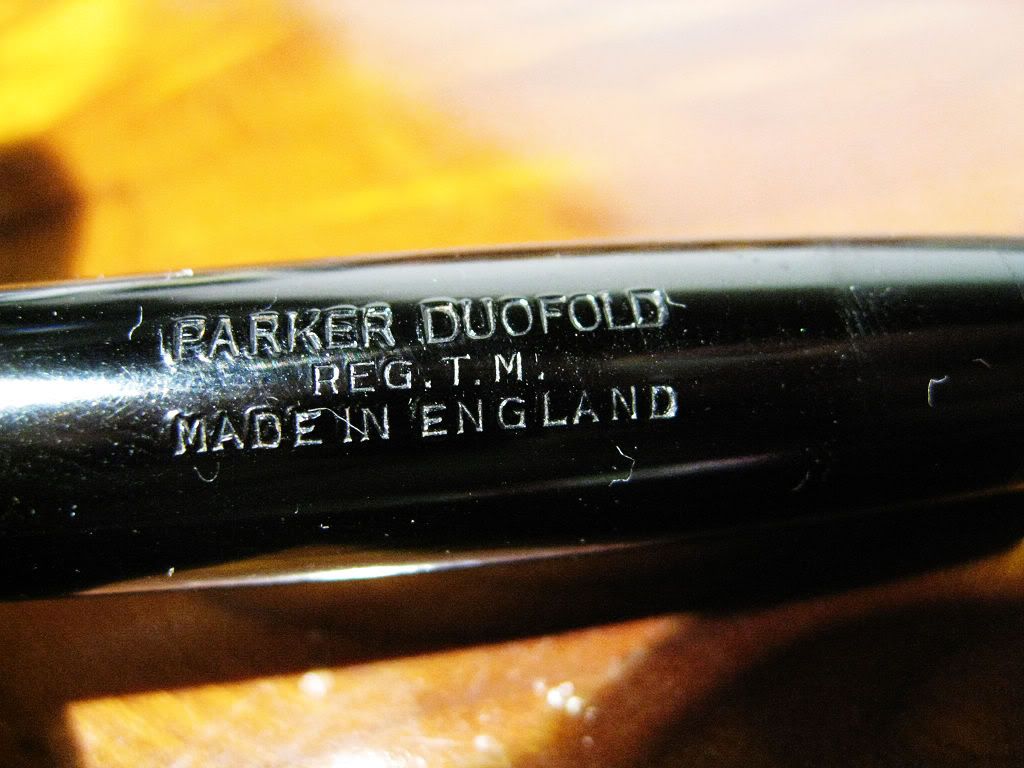 PARKER DUOFOLD
REG. T.M.
MADE IN ENGLAND